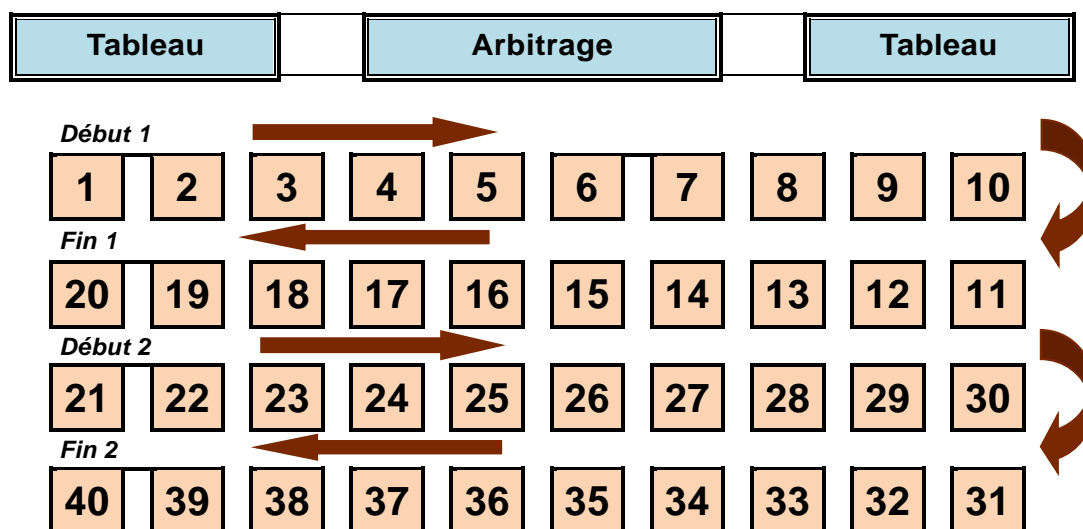 Tableau Arbitrage Tableau
Début 1
1 2 3 4 5 6 7 8 9 10
Fin 1
20 19 18 17 16 15 14 13 12 11
Début 2
21 22 23 24 25 26 27 28 29 30
Fin 2
40 39 38 37 36 35 34 33 32 31